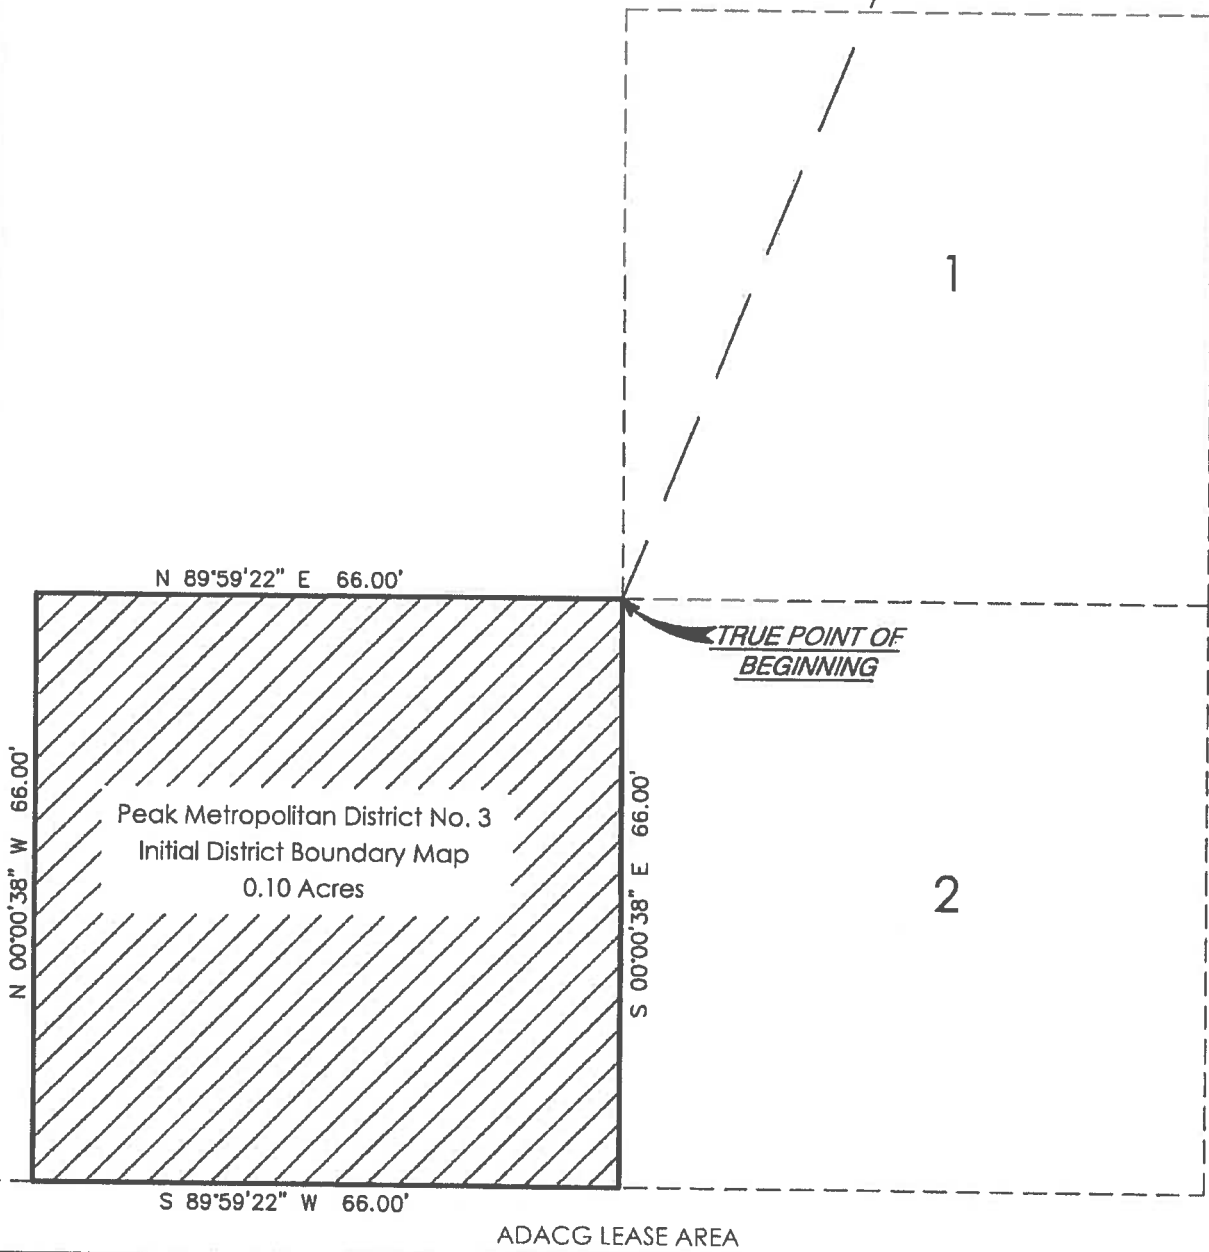 1
N 89°59'22" E 66.00'
TRUE POINT OF
BEGINNING
N 00°00'38" W 66.00'
Peak Metropolitan District No. 3
Initial District Boundary Map
0.10 Acres
S 00°00'38" E 66.00'
2
S 89°59'22" W 66.00'
ADACG LEASE AREA